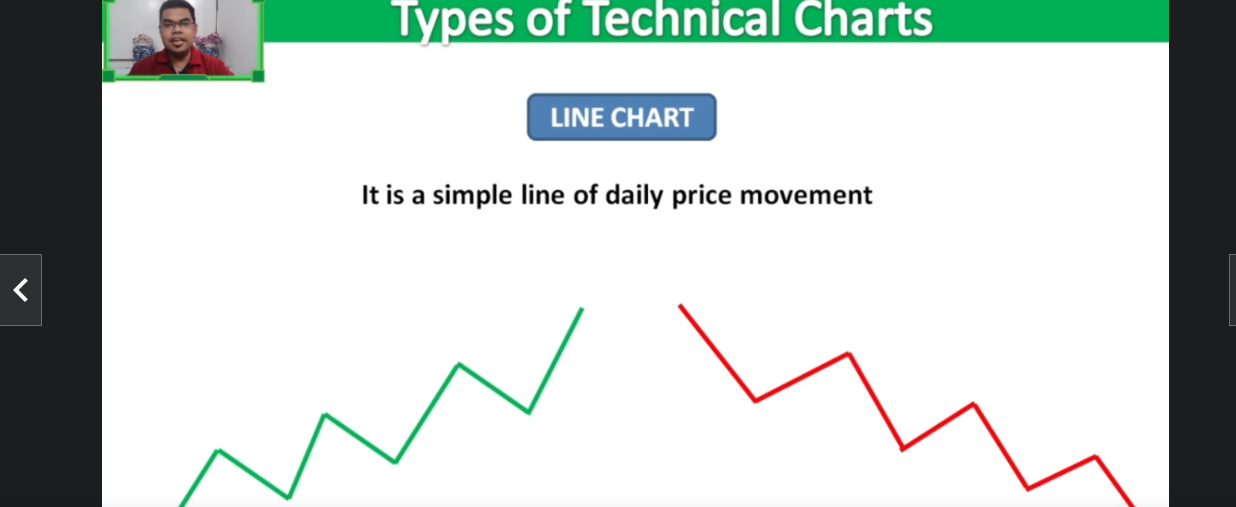 Types of Technical Charts
LINE CHART
It is a simple line of daily price movement